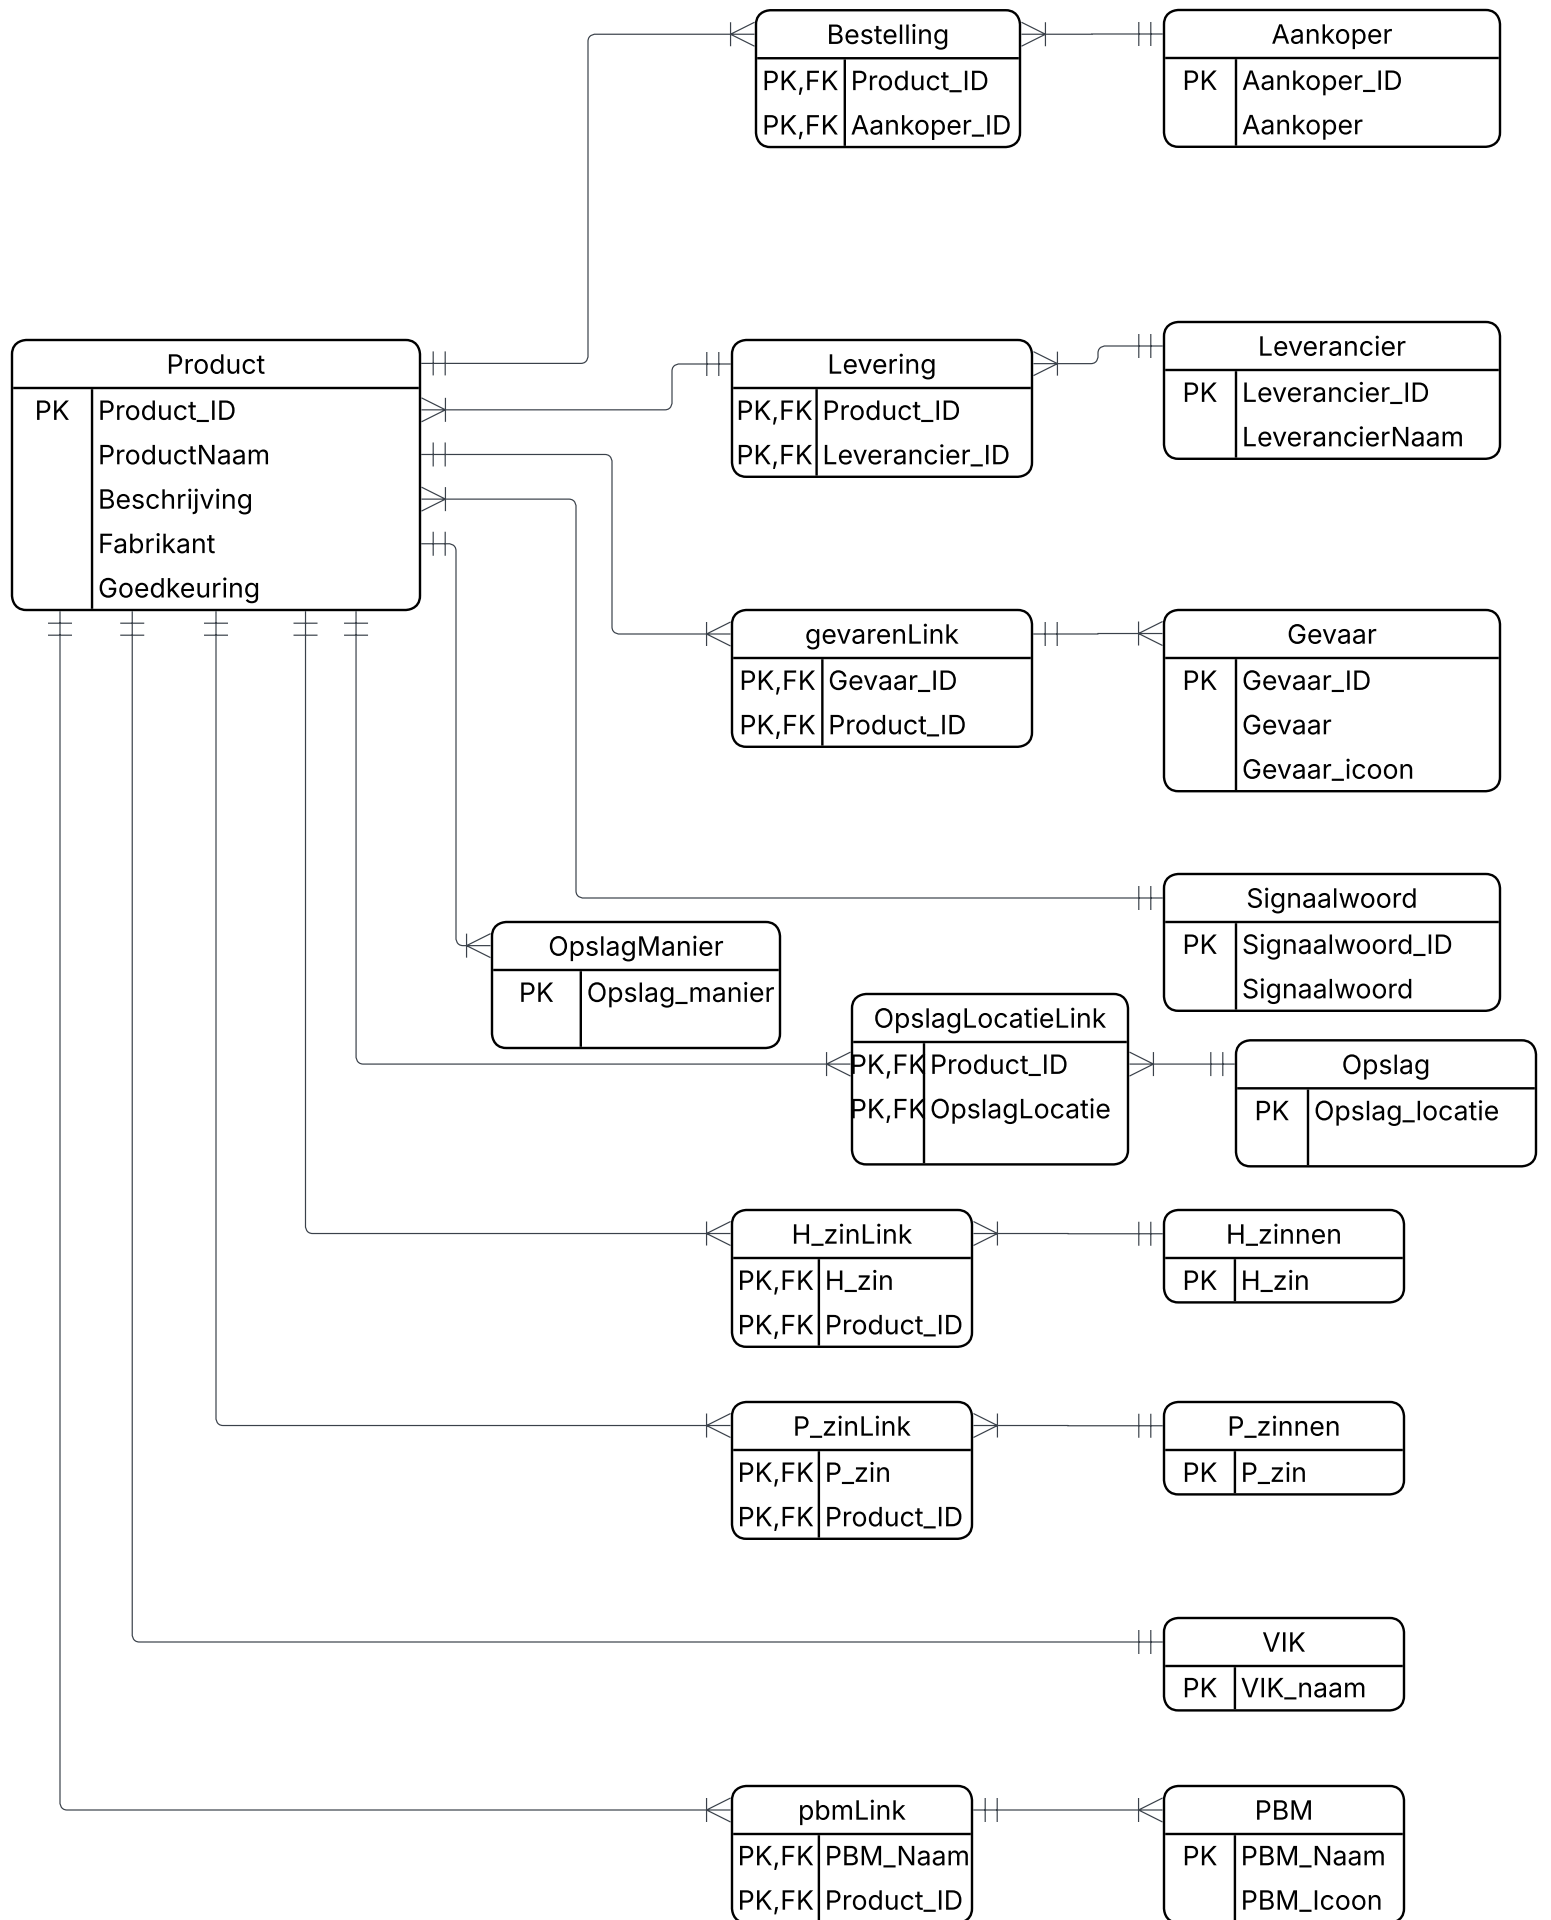 Bestelling
PK,FK Product_ID
PK,FK Aankoper_ID
Aankoper
PK Aankoper_ID
Aankoper
Product
PK Product_ID
ProductNaam
Beschrijving
Fabrikant
Goedkeuring
Levering
PK,FK Product_ID
PK,FK Leverancier_ID
Leverancier
PK Leverancier_ID
LeverancierNaam
gevarenLink
PK,FK Gevaar_ID
PK,FK Product_ID
Gevaar
PK Gevaar_ID
Gevaar
Gevaar_icoon
Signaalwoord
PK Signaalwoord_ID
Signaalwoord
OpslagManier
PK Opslag_manier
OpslagLocatieLink
PK,FK Product_ID
PK,FK OpslagLocatie
Opslag
PK Opslag_locatie
H_zinLink
PK,FK H_zin
PK,FK Product_ID
H_zinnen
PK H_zin
P_zinLink
PK,FK P_zin
PK,FK Product_ID
P_zinnen
PK P_zin
VIK
PK VIK_naam
pbmLink
PK,FK PBM_Naam
PK,FK Product_ID
PBM
PK PBM_Naam
PBM_Icoon